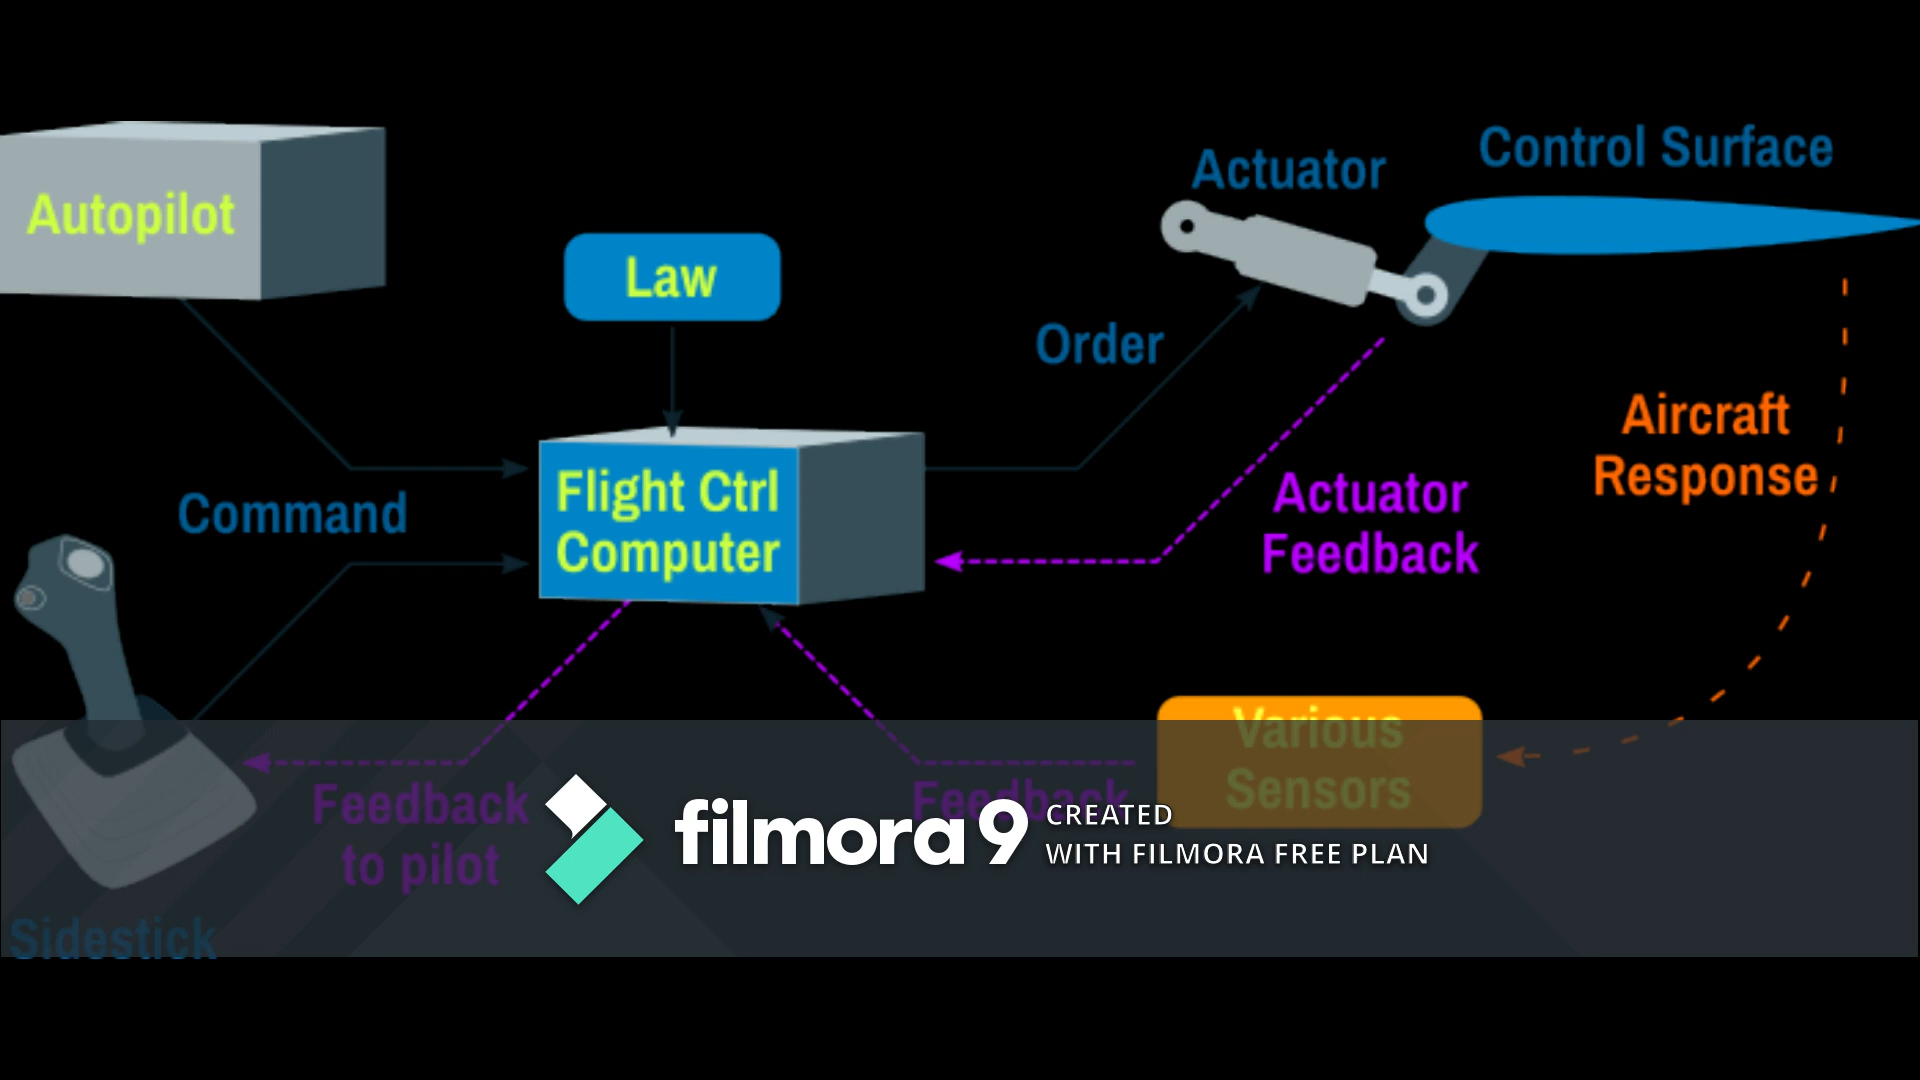 Autopilot
Law
Actuator
Control Surface
Order
Flight Ctrl
Computer
Command
Actuator
Feedback
Aircraft
Response
Various
Sensors
Feedback
to pilot
Feedback
Sidestick
filmora9
CREATED
WITH FILMORA FREE PLAN